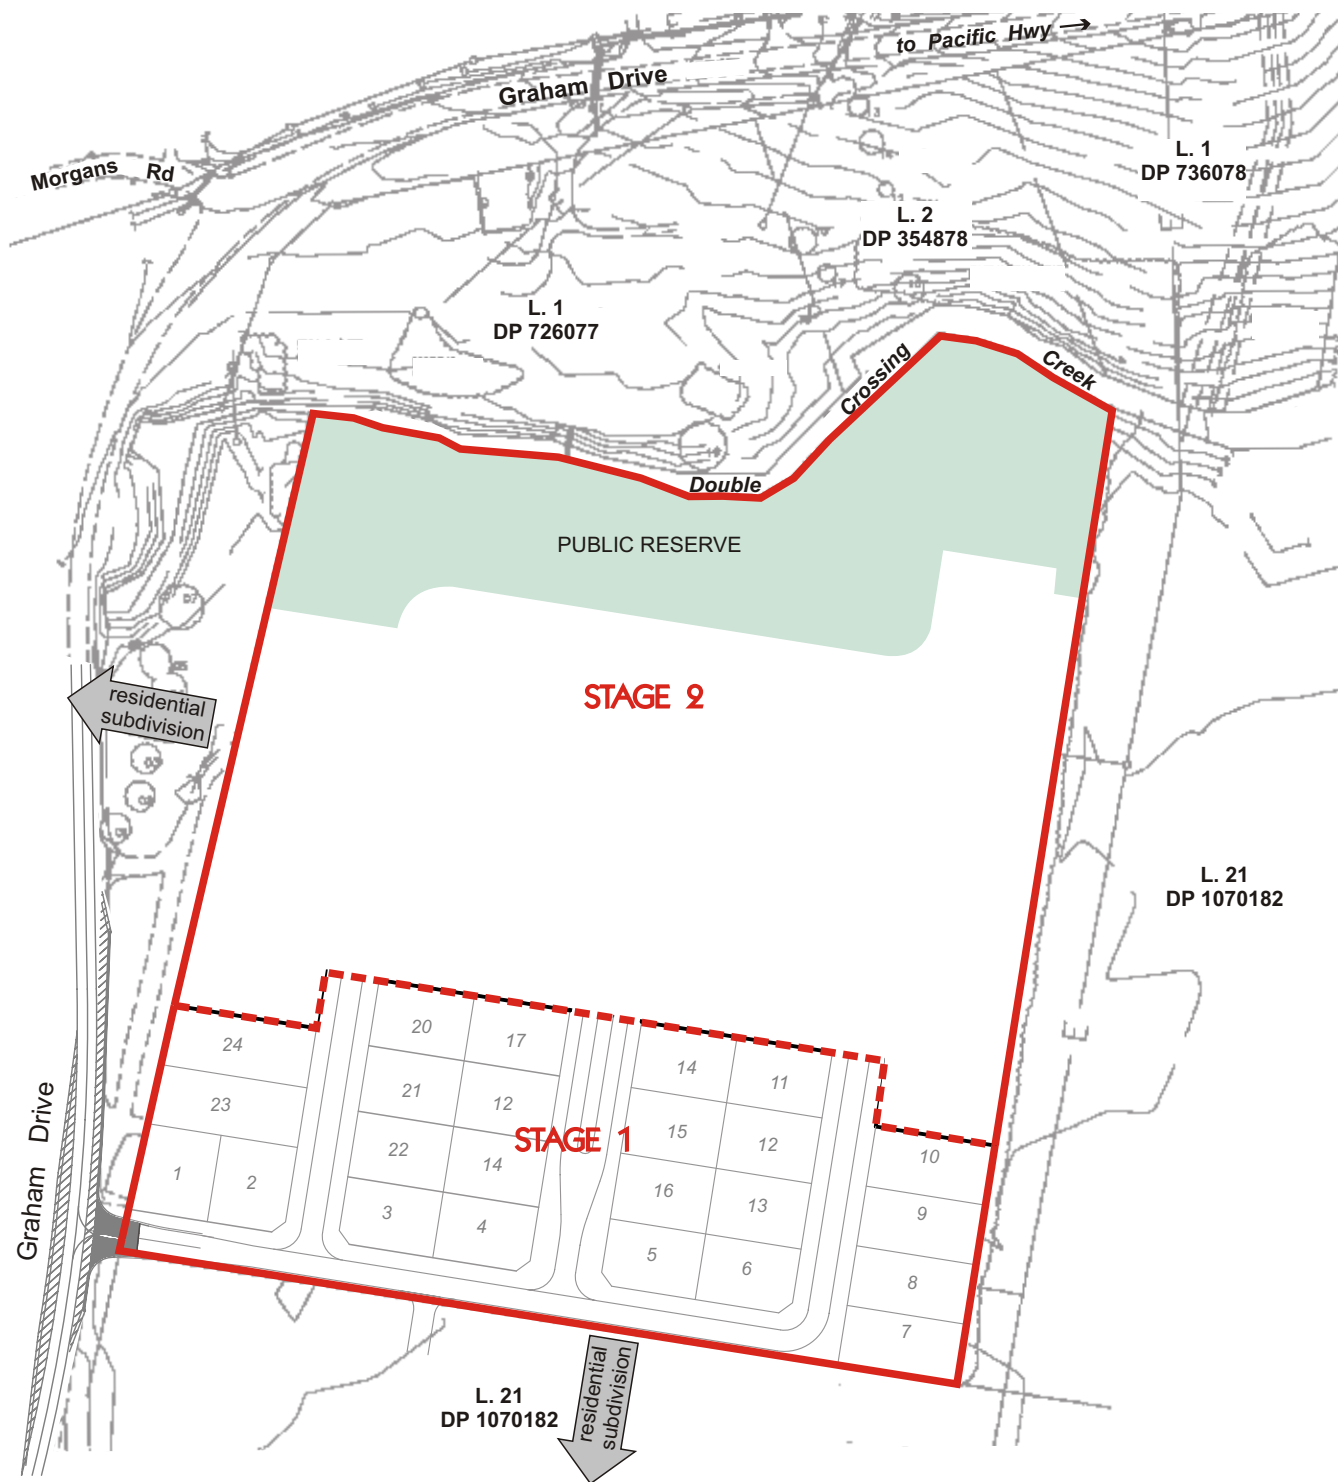 to Pacific Hwy →
Graham Drive
Morgans Rd
L. 1
DP 736078
L. 2
DP 354878
L. 1
DP 726077
Crossing
Creek
Double
PUBLIC RESERVE
STAGE 2
residential
subdivision
L. 21
DP 1070182
E
24
20
17
14
11
23
21
12
15
12
STAGE 1
10
1
2
22
14
16
13
9
3
4
5
6
8
7
Graham Drive
L. 21
DP 1070182
residential
subdivision